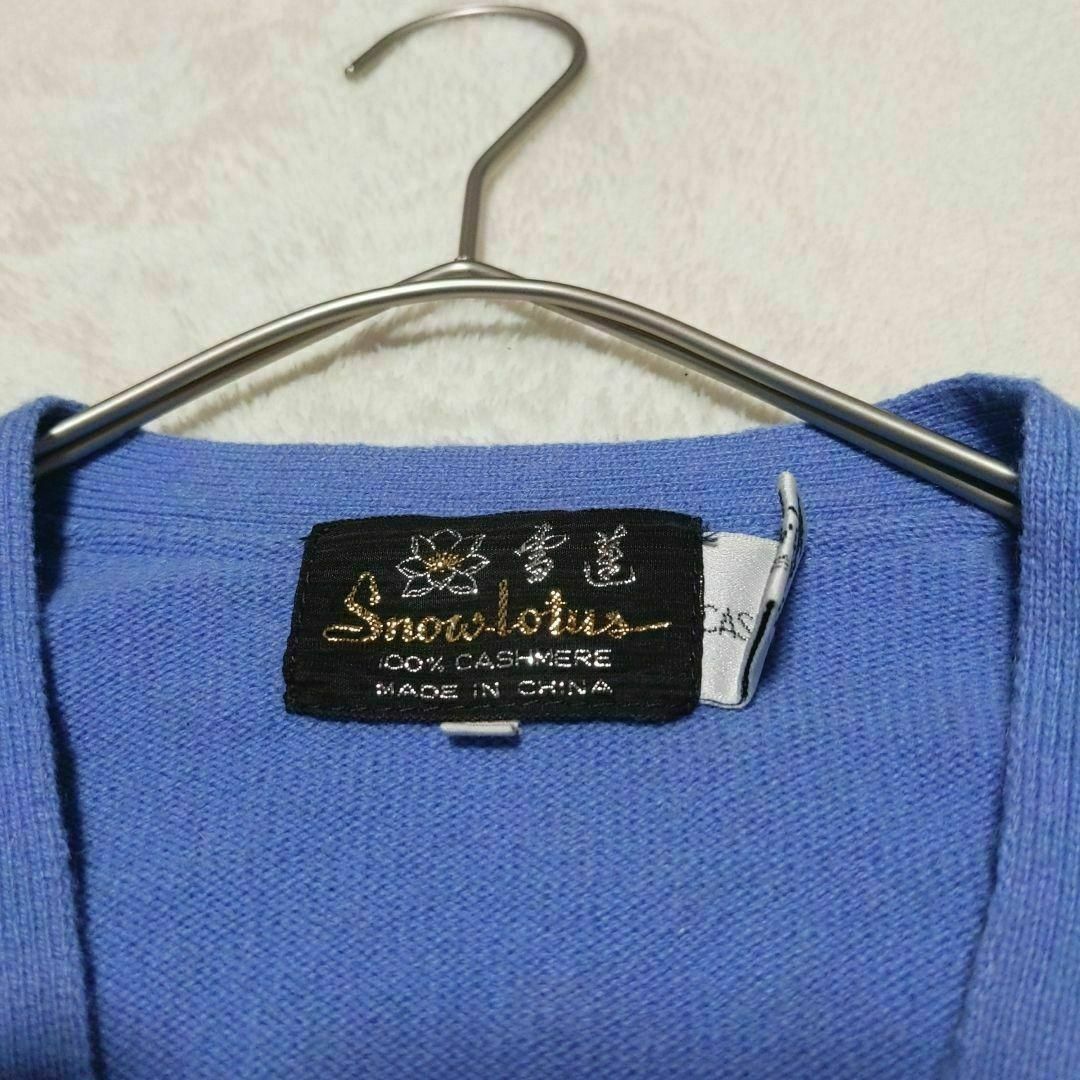 雪蓮
Snow lotus
100% CASHMERE
MADE IN CHINA
CAS